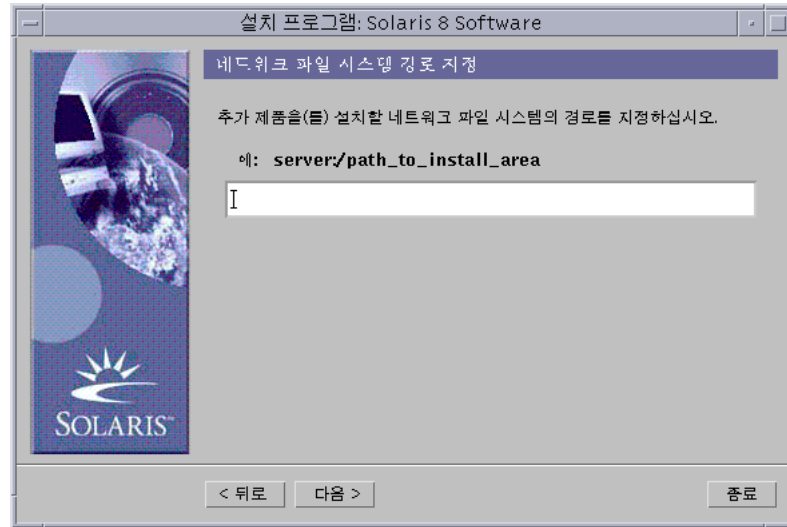 설치 프로그램: Solaris 8 Software
네트워크 파일 시스템 경로 지정
추가 제품을(를) 설치할 네트워크 파일 시스템의 경로를 지정하십시오.
예: server:/path_to_install_area
SOLARIS™
< 뒤로
다음 >
종료